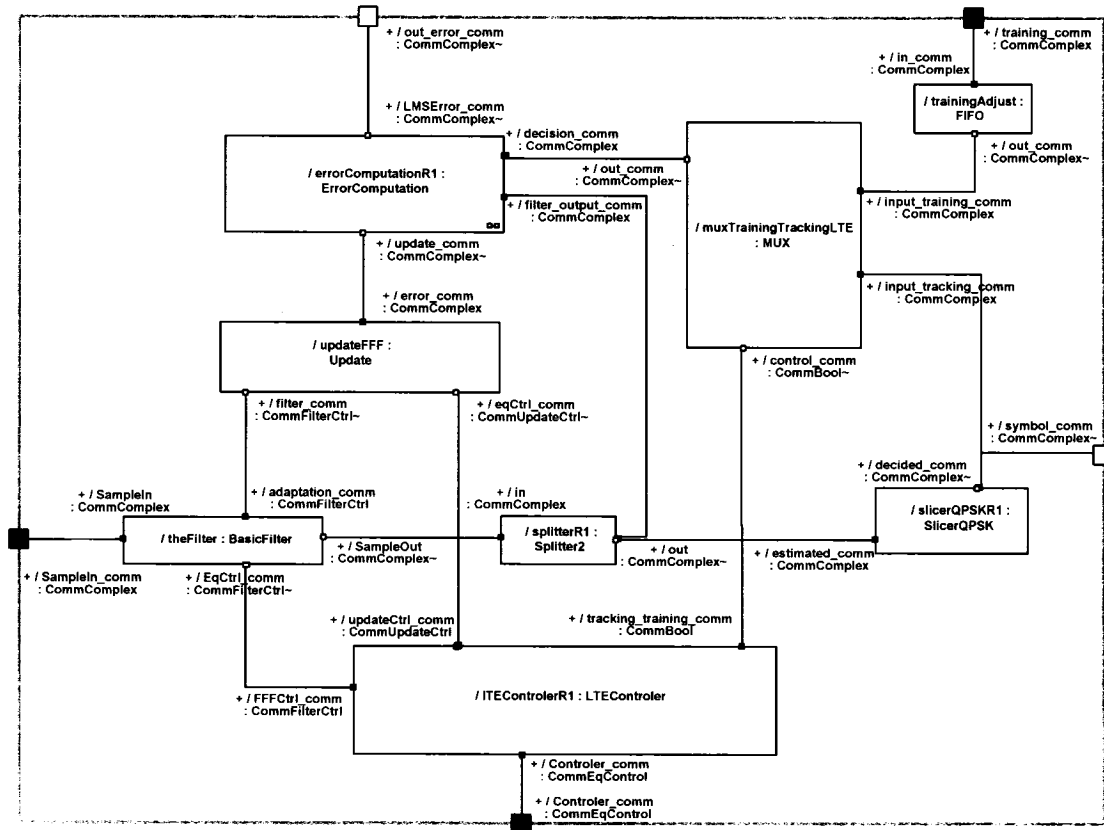 + / out_error_comm
: CommComplex~
+ / training_comm
: CommComplex
+ / in_comm
: CommComplex
/ trainingAdjust :
FIFO
+ / LMSError_comm
: CommComplex~
+ / decision_comm
: CommComplex
+ / out_comm
: CommComplex~
+ / out_comm
: CommComplex~
/ errorComputationR1 :
ErrorComputation
+ / filter_output_comm
: CommComplex
+ / input_training_comm
: CommComplex
/ muxTrainingTrackingLTE
: MUX
+ / update_comm
: CommComplex~
+ / input_tracking_comm
: CommComplex
+ / error_comm
: CommComplex
/ updateFFF :
Update
+ / control_comm
: CommBool~
+ / filter_comm
: CommFilterCtrl~
+ / eqCtrl_comm
: CommUpdateCtrl~
+ / symbol_comm
: CommComplex~
+ / decided_comm
: CommComplex~
+ / SampleIn
: CommComplex
+ / adaptation_comm
: CommFilterCtrl
+ / in
: CommComplex
/ slicerQPSKR1 :
SlicerQPSK
/ theFilter : BasicFilter
/ splitterR1 :
Splitter2
+ / SampleOut
: CommComplex~
+ / out
: CommComplex~
+ / estimated_comm
: CommComplex
+ / SampleIn_comm
: CommComplex
+ / EqCtrl_comm
: CommFilterCtrl~
+ / updateCtrl_comm
: CommUpdateCtrl
+ / tracking_training_comm
: CommBool
+ / FFFCtrl_comm
: CommFilterCtrl
/ lTEControlerR1 : LTEControler
+ / Controler_comm
: CommEqControl
+ / Controler_comm
: CommEqControl